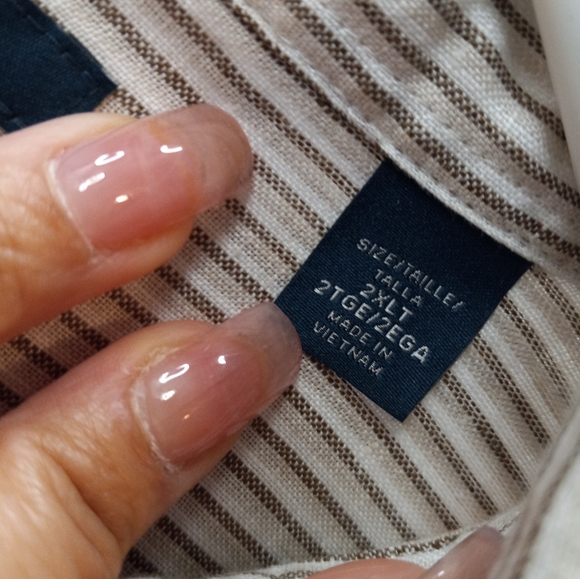 SIZE/TAILLE/
TALLA
2XLT
2TGE/2EGA
MADE IN
VIETNAM